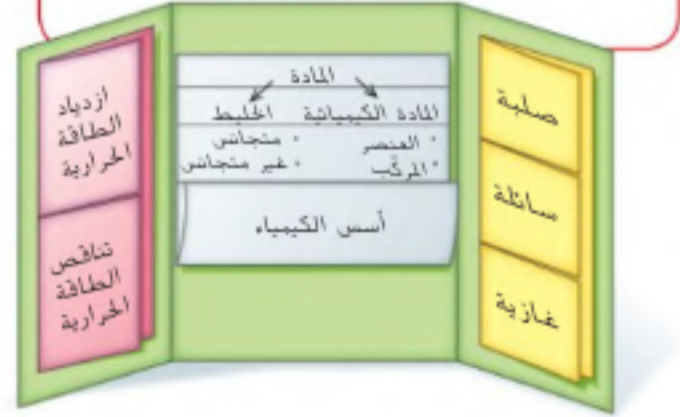 صلبة
سائلة
غازية
المادة
المادة الكيميائية الخليط
• العنصر • متجانس
• المركّب • غير متجانس
أسس الكيمياء
ازدياد
الطاقة
الحرارية
تناقص
الطاقة
الحرارية